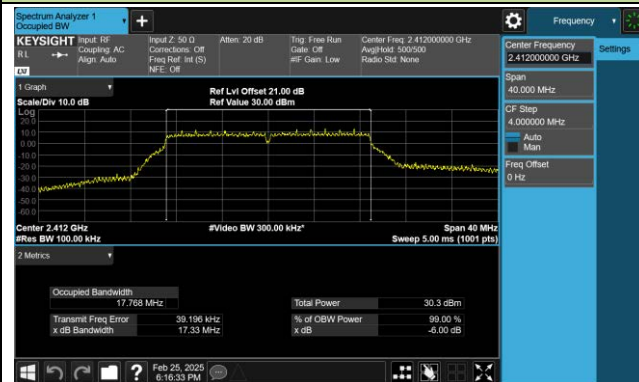 Spectrum Analyzer 1
Occupied BW
Frequency
KEYSIGHT
RL
Input: RF
Coupling: AC
Align: Auto
Input Z: 50 Ω
Corrections: Off
Freq Ref: Int (S)
NFE: Off
Atten: 20 dB
Trig: Free Run
Gate: Off
#IF Gain: Low
Center Freq: 2.412000000 GHz
Avg|Hold: 500/500
Radio Std: None
Center Frequency
2.412000000 GHz
Settings
Span
40.000 MHz
CF Step
4.000000 MHz
Auto
Man
Freq Offset
0 Hz
1 Graph
Scale/Div 10.0 dB
Ref Lvl Offset 21.00 dB
Ref Value 30.00 dBm
Log
20.0
10.0
0.00
-10.0
-20.0
-30.0
-40.0
-50.0
-60.0
Center 2.412 GHz
#Res BW 100.00 kHz
#Video BW 300.00 kHz*
Span 40 MHz
Sweep 5.00 ms (1001 pts)
2 Metrics
Occupied Bandwidth
17.768 MHz
Total Power 30.3 dBm
Transmit Freq Error 39.196 kHz
% of OBW Power 99.00 %
x dB Bandwidth 17.33 MHz
x dB -6.00 dB
Feb 25, 2025
6:16:33 PM